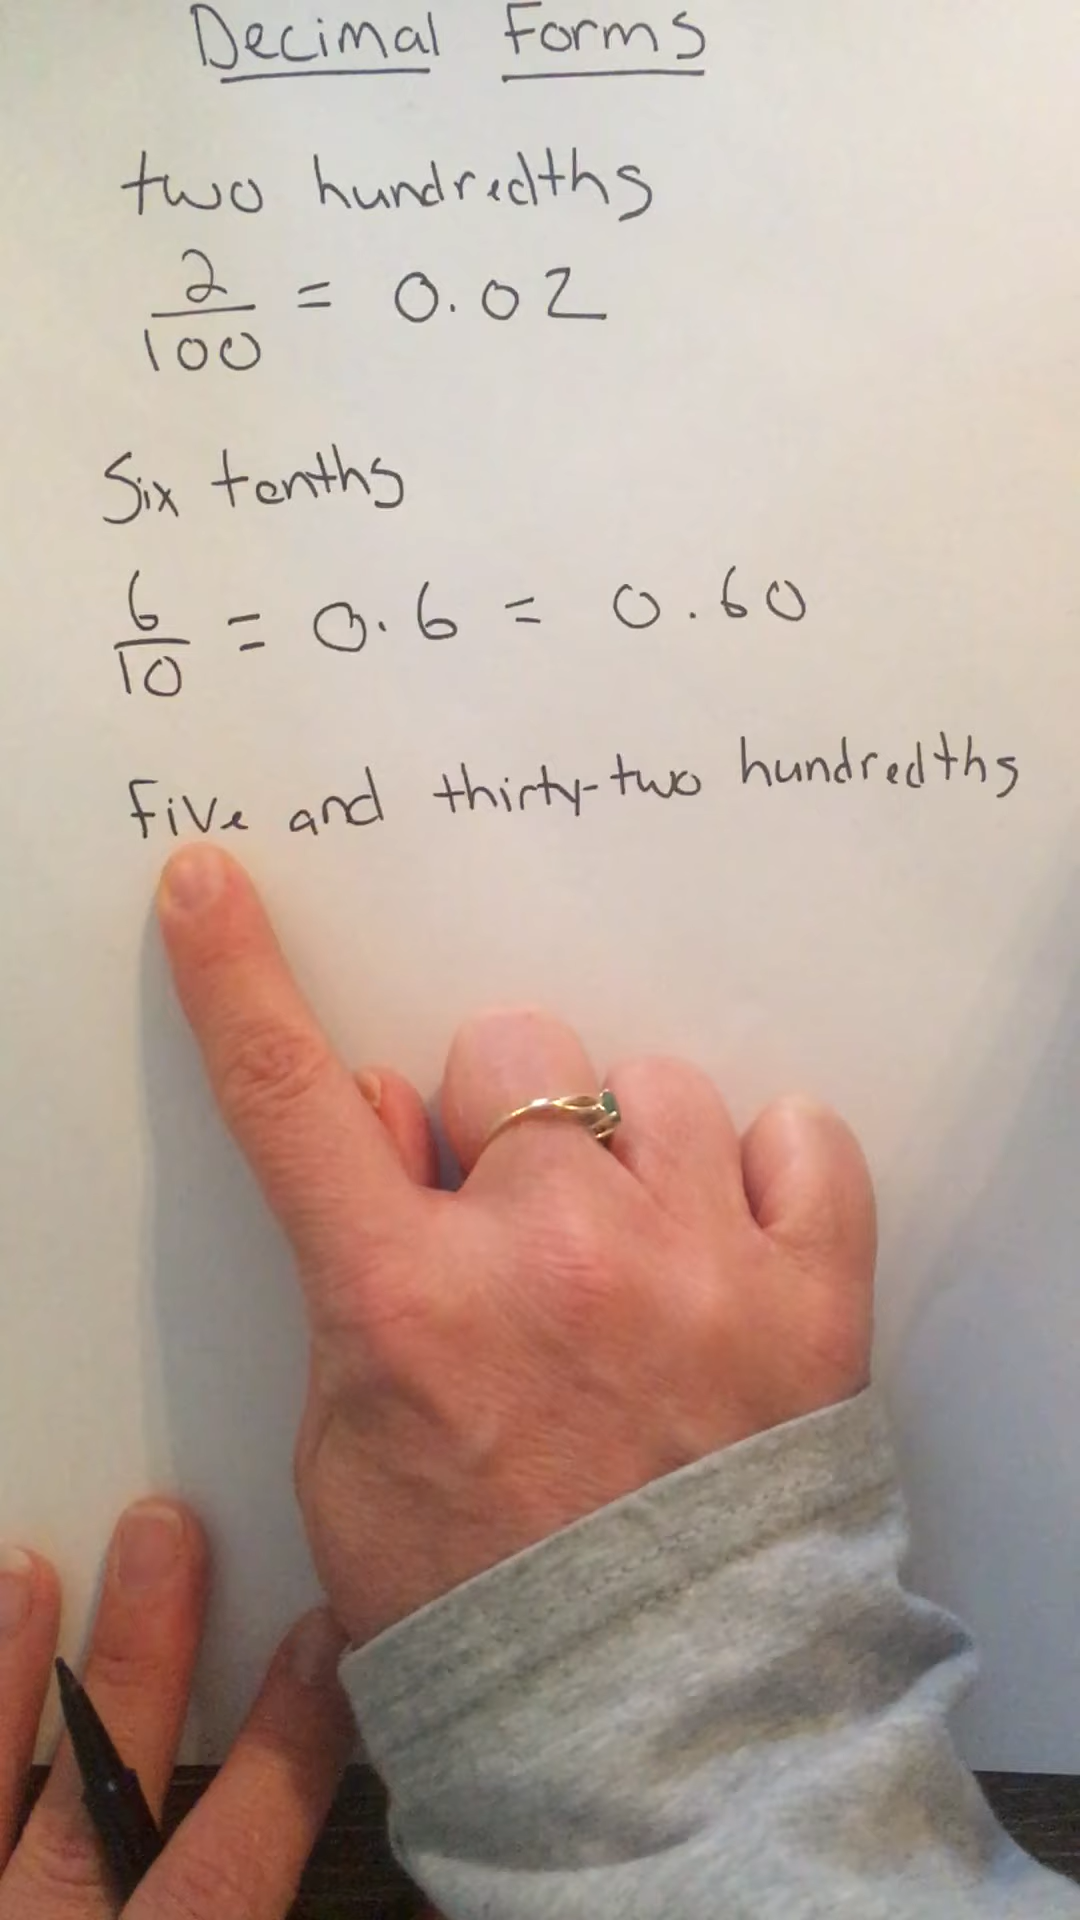 Decimal Forms
two hundredths
2/100 = 0.02
Six tenths
6/10 = 0.6 = 0.60
Five and thirty-two hundredths